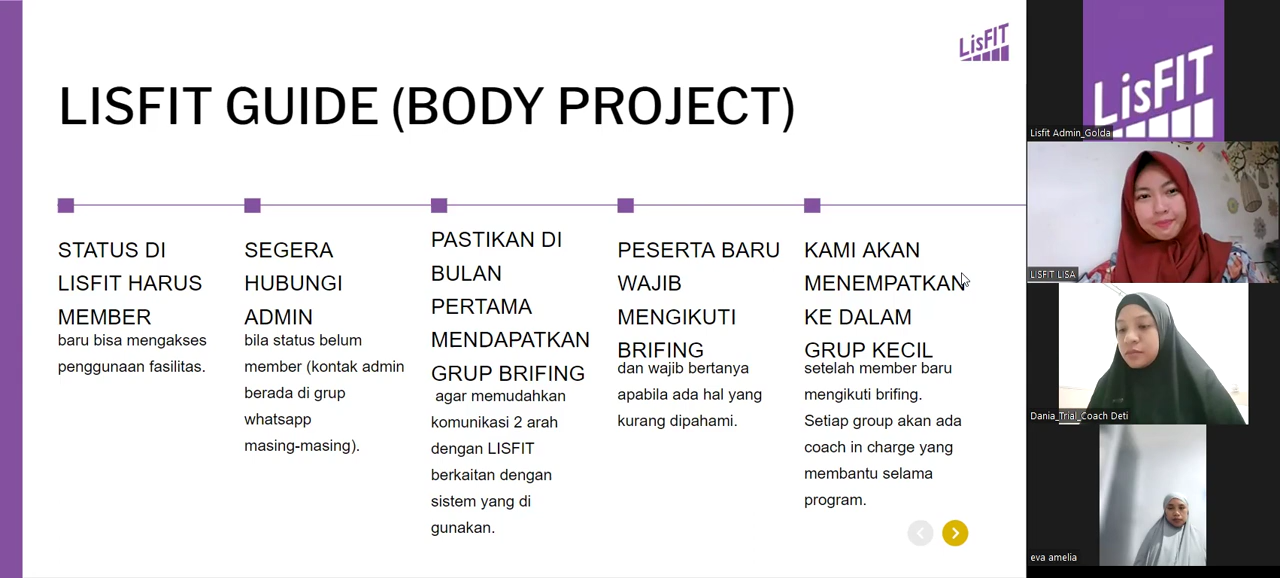 LisFIT
LISFIT GUIDE (BODY PROJECT)
STATUS DI
LISFIT HARUS
MEMBER
baru bisa mengakses
penggunaan fasilitas.
SEGERA
HUBUNGI
ADMIN
bila status belum
member (kontak admin
berada di grup
whatsapp
masing-masing).
PASTIKAN DI
BULAN
PERTAMA
MENDAPATKAN
GRUP BRIFING
agar memudahkan
komunikasi 2 arah
dengan LISFIT
berkaitan dengan
sistem yang di
gunakan.
PESERTA BARU
WAJIB
MENGIKUTI
BRIFING
dan wajib bertanya
apabila ada hal yang
kurang dipahami.
KAMI AKAN
MENEMPATKAN
KE DALAM
GRUP KECIL
setelah member baru
mengikuti brifing.
Setiap group akan ada
coach in charge yang
membantu selama
program.
LisFIT
Lisfit Admin_Golda
LISFIT LISA
Dania_Trial_Coach Deti
eva amelia